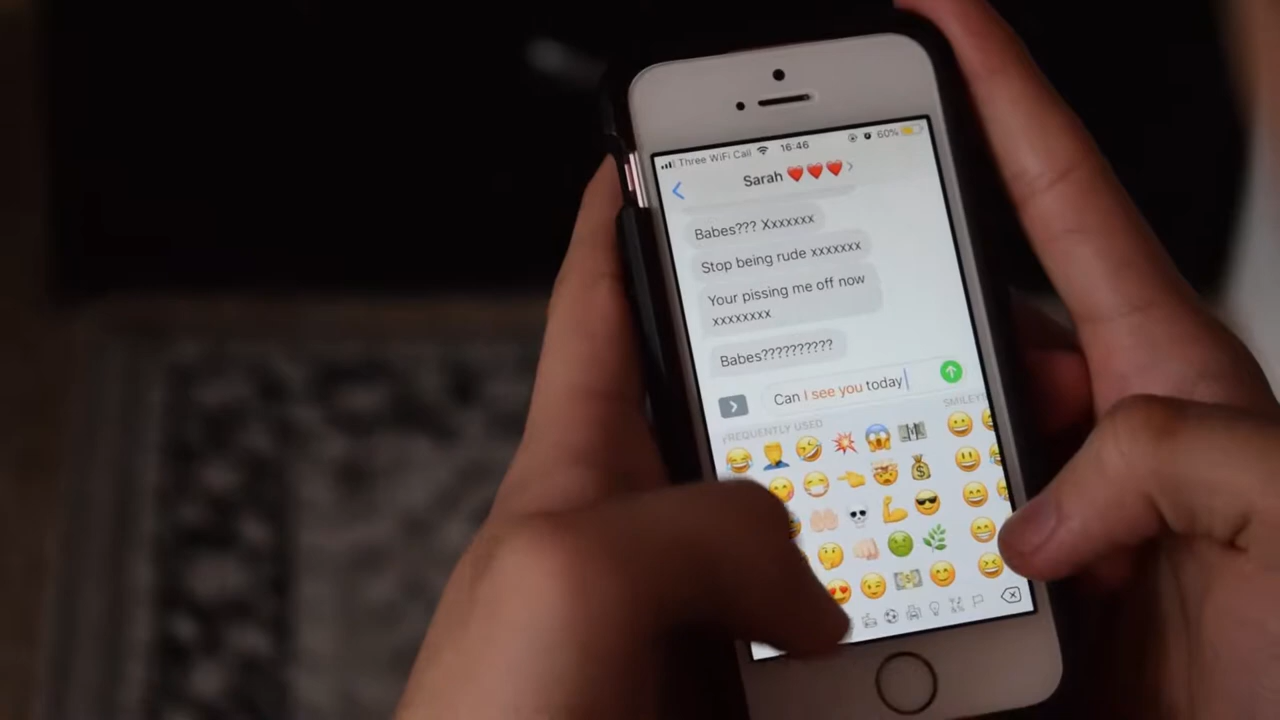 Three WiFi Call 16:46 60%
Sarah ❤️❤️❤️
Babes??? Xxxxxxx
Stop being rude xxxxxxx
Your pissing me off now
xxxxxxxx
Babes??????????
Can I see you today
FREQUENTLY USED SMILEYS